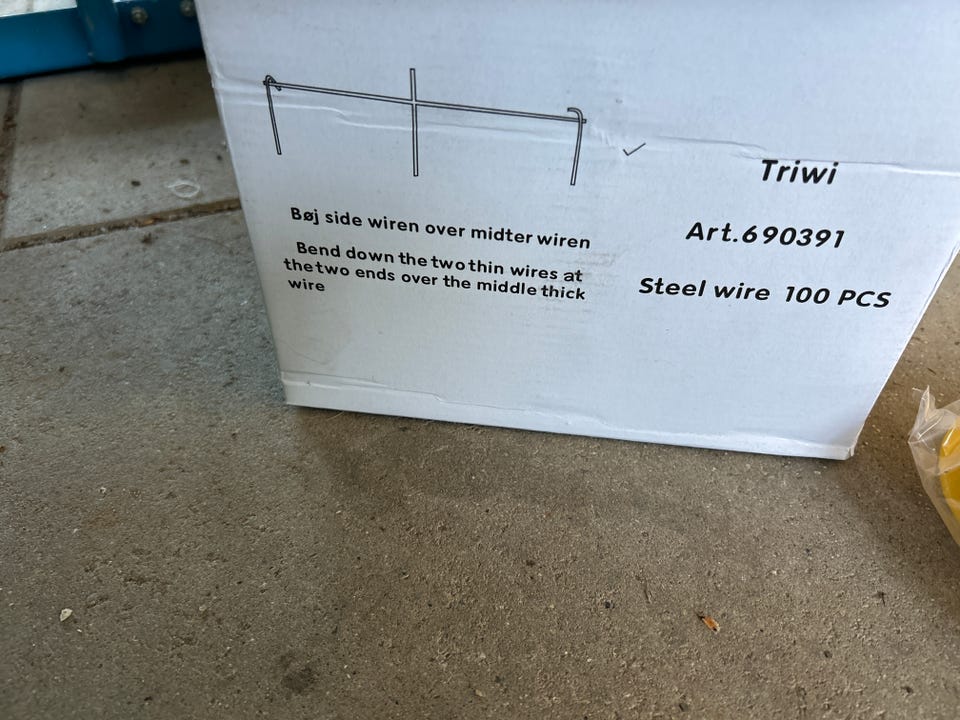 Bøj side wiren over midter wiren
Bend down the two thin wires at
the two ends over the middle thick
wire
Triwi
Art.690391
Steel wire 100 PCS